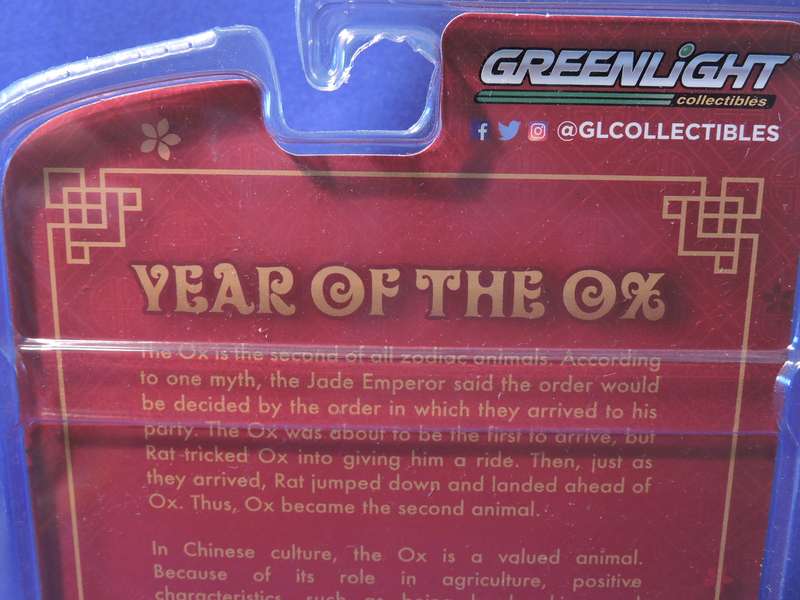 GREENLiGHT
collectibles
@GLCOLLECTIBLES
YEAR OF THE OX
The Ox is the second of all zodiac animals. According
to one myth, the Jade Emperor said the order would
be decided by the order in which they arrived to his
party. The Ox was about to be the first to arrive, but
Rat tricked Ox into giving him a ride. Then, just as
they arrived, Rat jumped down and landed ahead of
Ox. Thus, Ox became the second animal.
In Chinese culture, the Ox is a valued animal.
Because of its role in agriculture, positive
characteristics, such as being